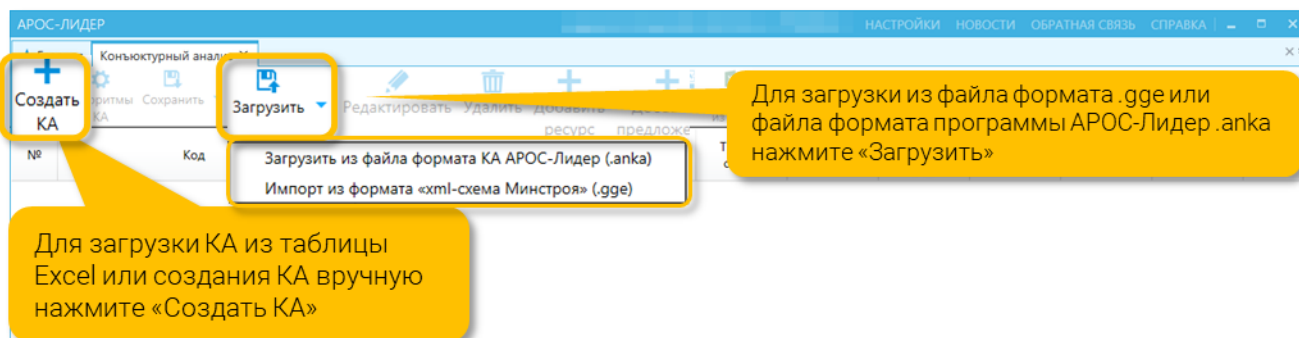 АРОС-ЛИДЕР НАСТРОЙКИ НОВОСТИ ОБРАТНАЯ СВЯЗЬ СПРАВКА
Конъюктурный анализ
Создать КА
Сохранить
Загрузить
Редактировать
Удалить
ресурс
№
Код
Загрузить из файла формата КА АРОС-Лидер (.anka)
Импорт из формата «xml-схема Минстроя» (.gge)
Для загрузки из файла формата .gge или
файла формата программы АРОС-Лидер .anka
нажмите «Загрузить»
Для загрузки КА из таблицы
Excel или создания КА вручную
нажмите «Создать КА»